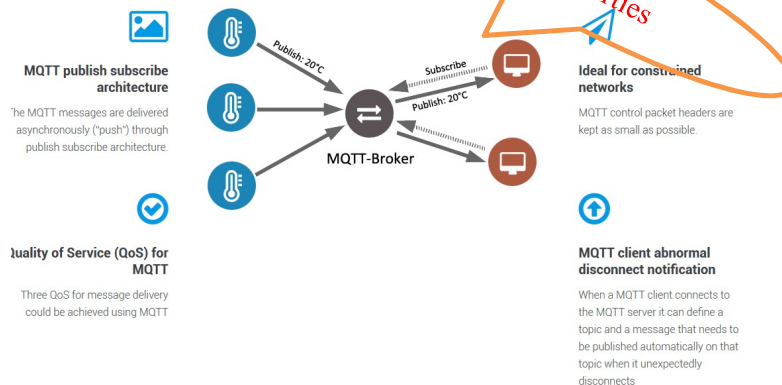 MQTT publish subscribe
architecture
he MQTT messages are delivered
asynchronously ("push") through
publish subscribe architecture.
uality of Service (QoS) for
MQTT
Three QoS for message delivery
could be achieved using MQTT
Publish: 20°C
Subscribe
Publish: 20°C
MQTT-Broker
Ideal for constrained
networks
MQTT control packet headers are
kept as small as possible.
MQTT client abnormal
disconnect notification
When a MQTT client connects to
the MQTT server it can define a
topic and a message that needs to
be published automatically on that
topic when it unexpectedly
disconnects